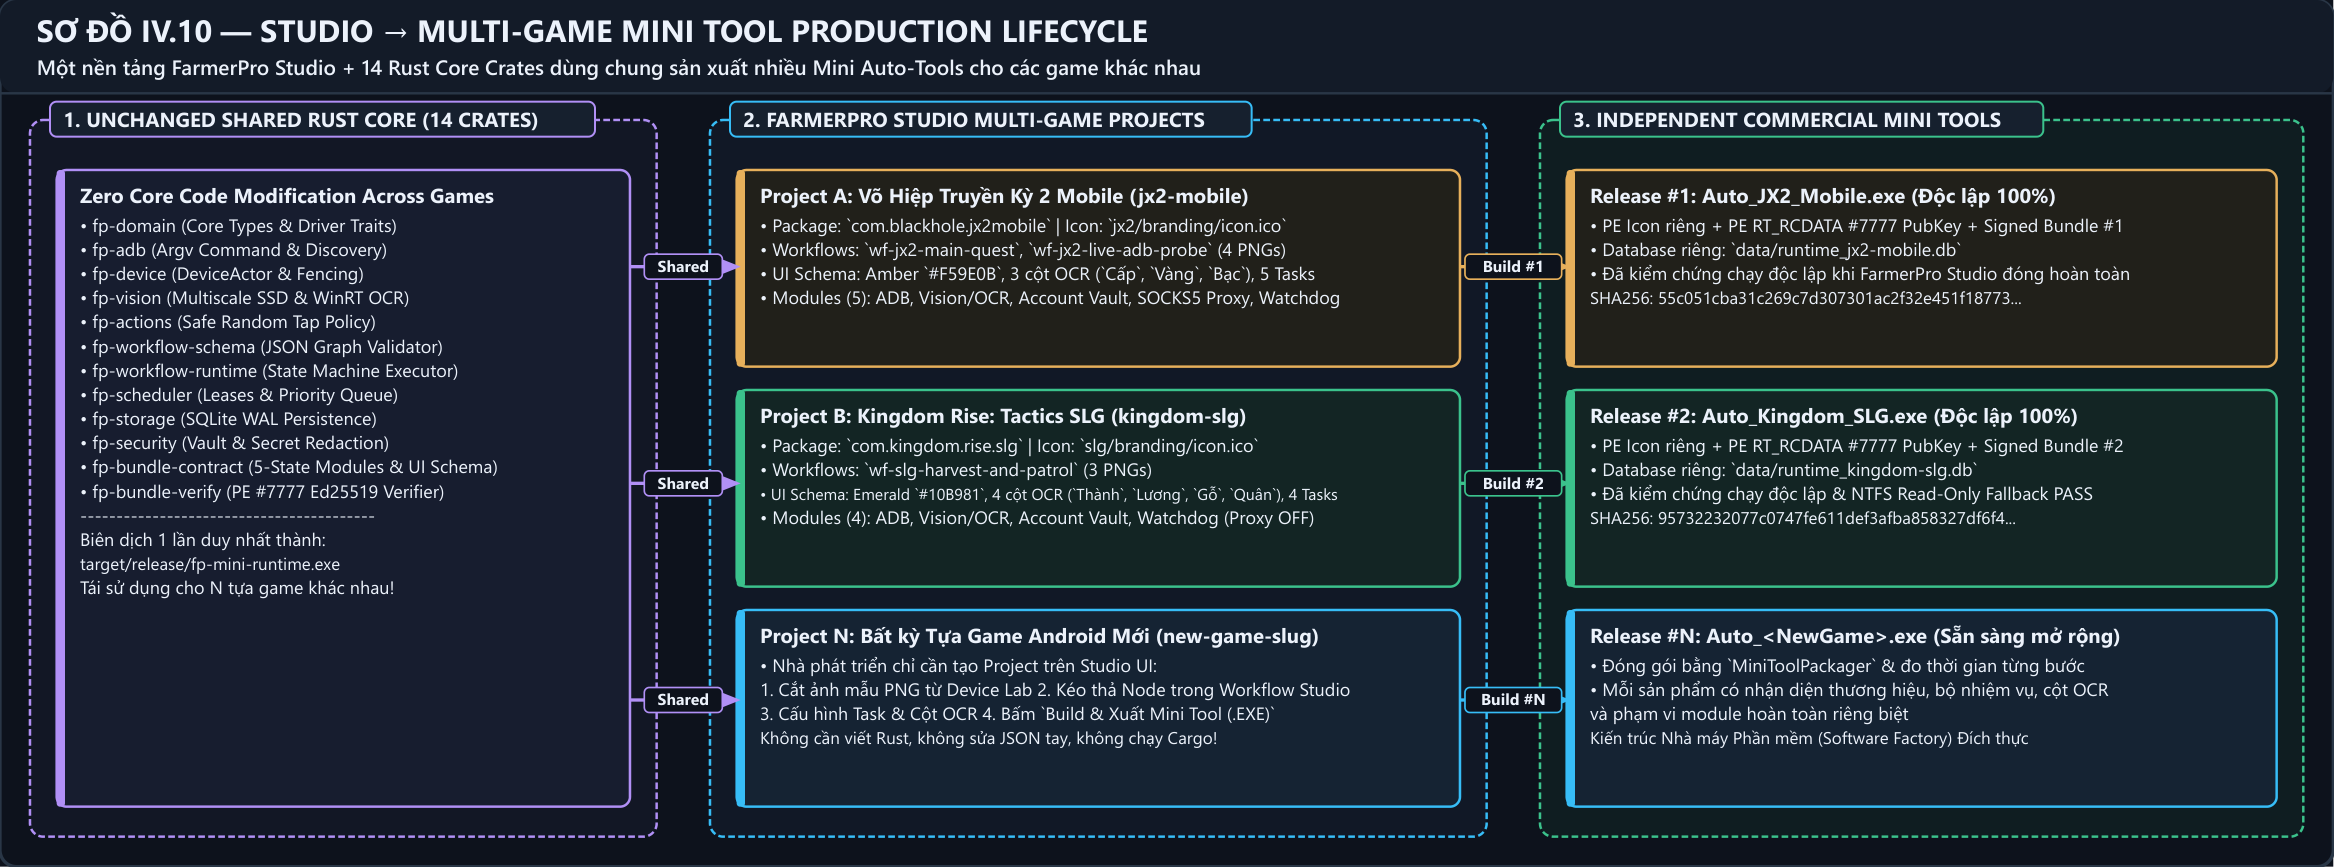 SƠ ĐỒ IV.10 — STUDIO → MULTI-GAME MINI TOOL PRODUCTION LIFECYCLE
Một nền tảng FarmerPro Studio + 14 Rust Core Crates dùng chung sản xuất nhiều Mini Auto-Tools cho các game khác nhau
1. UNCHANGED SHARED RUST CORE (14 CRATES)
Zero Core Code Modification Across Games
• fp-domain (Core Types & Driver Traits)
• fp-adb (Argv Command & Discovery)
• fp-device (DeviceActor & Fencing)
• fp-vision (Multiscale SSD & WinRT OCR)
• fp-actions (Safe Random Tap Policy)
• fp-workflow-schema (JSON Graph Validator)
• fp-workflow-runtime (State Machine Executor)
• fp-scheduler (Leases & Priority Queue)
• fp-storage (SQLite WAL Persistence)
• fp-security (Vault & Secret Redaction)
• fp-bundle-contract (5-State Modules & UI Schema)
• fp-bundle-verify (PE #7777 Ed25519 Verifier)
----------------------------------------
Biên dịch 1 lần duy nhất thành:
target/release/fp-mini-runtime.exe
Tái sử dụng cho N tựa game khác nhau!
Shared
Shared
Shared
2. FARMERPRO STUDIO MULTI-GAME PROJECTS
Project A: Võ Hiệp Truyền Kỳ 2 Mobile (jx2-mobile)
• Package: `com.blackhole.jx2mobile` | Icon: `jx2/branding/icon.ico`
• Workflows: `wf-jx2-main-quest`, `wf-jx2-live-adb-probe` (4 PNGs)
• UI Schema: Amber `#F59E0B`, 3 cột OCR (`Cấp`, `Vàng`, `Bạc`), 5 Tasks
• Modules (5): ADB, Vision/OCR, Account Vault, SOCKS5 Proxy, Watchdog
Project B: Kingdom Rise: Tactics SLG (kingdom-slg)
• Package: `com.kingdom.rise.slg` | Icon: `slg/branding/icon.ico`
• Workflows: `wf-slg-harvest-and-patrol` (3 PNGs)
• UI Schema: Emerald `#10B981`, 4 cột OCR (`Thành`, `Lương`, `Gỗ`, `Quân`), 4 Tasks
• Modules (4): ADB, Vision/OCR, Account Vault, Watchdog (Proxy OFF)
Project N: Bất kỳ Tựa Game Android Mới (new-game-slug)
• Nhà phát triển chỉ cần tạo Project trên Studio UI:
1. Cắt ảnh mẫu PNG từ Device Lab 2. Kéo thả Node trong Workflow Studio
3. Cấu hình Task & Cột OCR 4. Bấm `Build & Xuất Mini Tool (.EXE)`
Không cần viết Rust, không sửa JSON tay, không chạy Cargo!
Build #1
Build #2
Build #N
3. INDEPENDENT COMMERCIAL MINI TOOLS
Release #1: Auto_JX2_Mobile.exe (Độc lập 100%)
• PE Icon riêng + PE RT_RCDATA #7777 PubKey + Signed Bundle #1
• Database riêng: `data/runtime_jx2-mobile.db`
• Đã kiểm chứng chạy độc lập khi FarmerPro Studio đóng hoàn toàn
SHA256: 55c051cba31c269c7d307301ac2f32e451f18773...
Release #2: Auto_Kingdom_SLG.exe (Độc lập 100%)
• PE Icon riêng + PE RT_RCDATA #7777 PubKey + Signed Bundle #2
• Database riêng: `data/runtime_kingdom-slg.db`
• Đã kiểm chứng chạy độc lập & NTFS Read-Only Fallback PASS
SHA256: 95732232077c0747fe611def3afba858327df6f4...
Release #N: Auto_<NewGame>.exe (Sẵn sàng mở rộng)
• Đóng gói bằng `MiniToolPackager` & đo thời gian từng bước
• Mỗi sản phẩm có nhận diện thương hiệu, bộ nhiệm vụ, cột OCR
và phạm vi module hoàn toàn riêng biệt
Kiến trúc Nhà máy Phần mềm (Software Factory) Đích thực